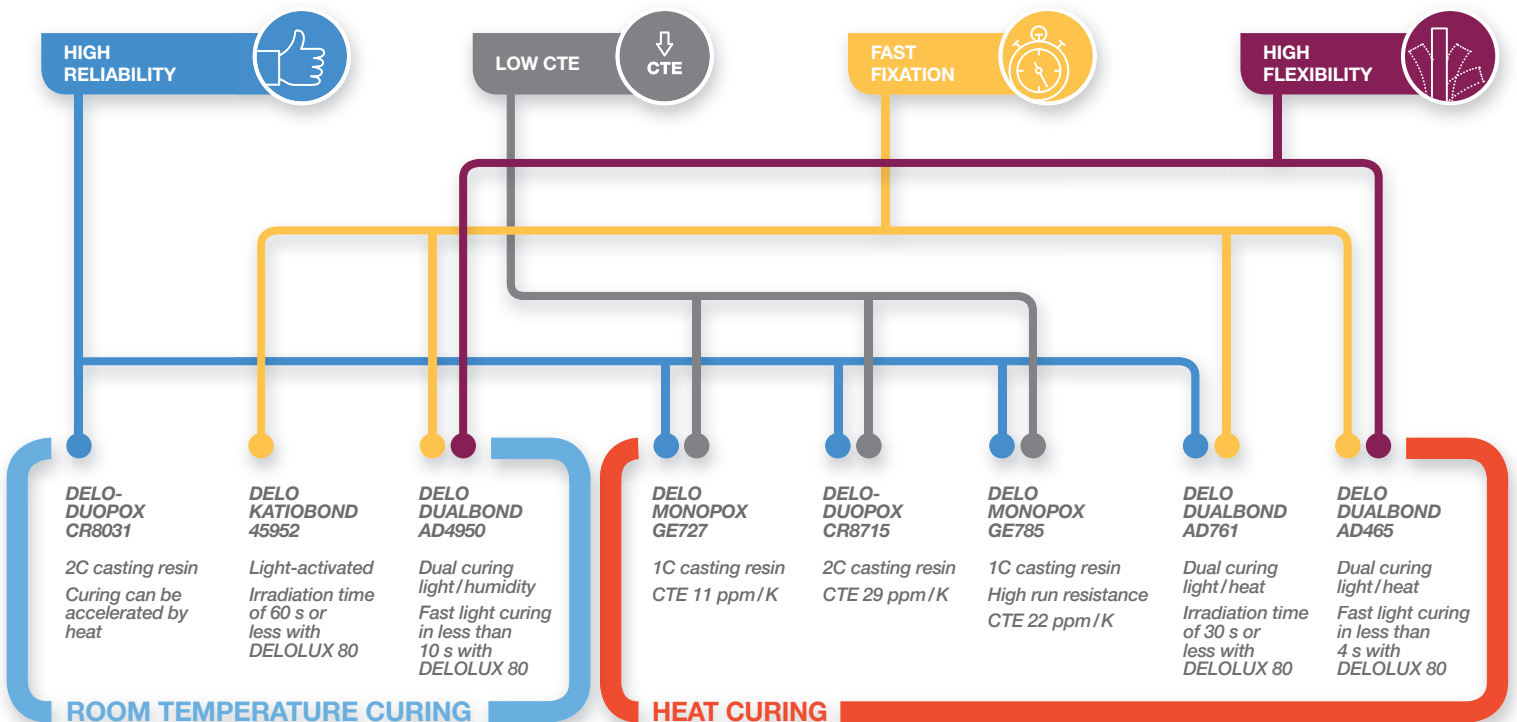 HIGH
RELIABILITY
LOW CTE
CTE
FAST
FIXATION
HIGH
FLEXIBILITY
DELO-
DUOPOX
CR8031
2C casting resin
Curing can be
accelerated by
heat
DELO
KATIOBOND
45952
Light-activated
Irradiation time
of 60 s or
less with
DELOLUX 80
DELO
DUALBOND
AD4950
Dual curing
light/humidity
Fast light curing
in less than
10 s with
DELOLUX 80
DELO
MONOPOX
GE727
1C casting resin
CTE 11 ppm/K
DELO-
DUOPOX
CR8715
2C casting resin
CTE 29 ppm/K
DELO
MONOPOX
GE785
1C casting resin
High run resistance
CTE 22 ppm/K
DELO
DUALBOND
AD761
Dual curing
light/heat
Irradiation time
of 30 s or
less with
DELOLUX 80
DELO
DUALBOND
AD465
Dual curing
light/heat
Fast light curing
in less than
4 s with
DELOLUX 80
ROOM TEMPERATURE CURING
HEAT CURING